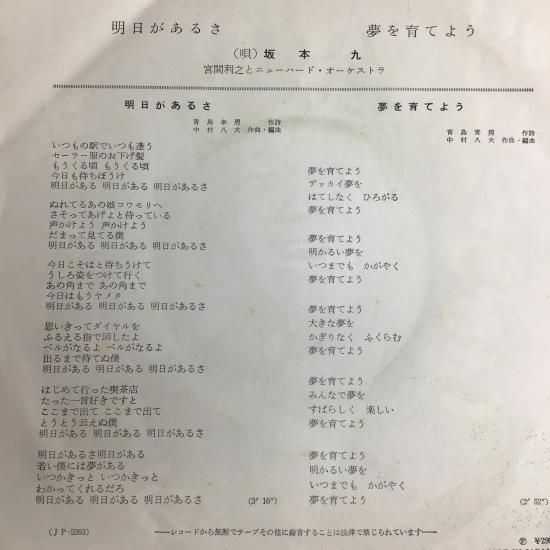 明日があるさ　夢を育てよう
（唄）坂本九
宮間利之とニューハード・オーケストラ
明日があるさ
青島幸男　作詩
中村八大　作曲・編曲
いつもの駅でいつも逢う
セーラー服のお下げ髪
もうくる頃 もうくる頃
今日も待ちぼうけ
明日がある 明日がある 明日があるさ
ぬれてるあの娘コウモリへ
さそってあげよと待っている
声かけよう 声かけよう
だまって見てる僕
明日がある 明日がある 明日があるさ
今日こそはと待ちうけて
うしろ姿をつけて行く
あの角まで あの角まで
今日はもうヤメタ
明日がある 明日がある 明日があるさ
思いきってダイヤルを
ふるえる指で回したよ
ベルがなるよ ベルがなるよ
出るまで待てぬ僕
明日がある 明日がある 明日があるさ
はじめて行った喫茶店
たった一言好きですと
ここまで出て ここまで出て
とうとう云えぬ僕
明日がある 明日がある 明日があるさ
明日があるさ明日がある
若い僕には夢がある
いつかきっと いつかきっと
わかってくれるだろ
明日がある 明日がある 明日があるさ
（3′16″）
夢を育てよう
青島幸男　作詩
中村八大　作曲・編曲
夢を育てよう
デッカイ夢を
はてしなく　ひろがる
夢を育てよう
夢を育てよう
明かるい夢を
いつまでも　かがやく
夢を育てよう
夢を育てよう
大きな夢を
かぎりなく　ふくらむ
夢を育てよう
夢を育てよう
みんなで夢を
すばらしく　楽しい
夢を育てよう
夢を育てよう
明かるい夢を
いつまでも　かがやく
夢を育てよう
（2′52″）
（JP-5263）
──レコードから無断でテープその他に録音することは法律で禁じられています──
Ⓟ ¥290